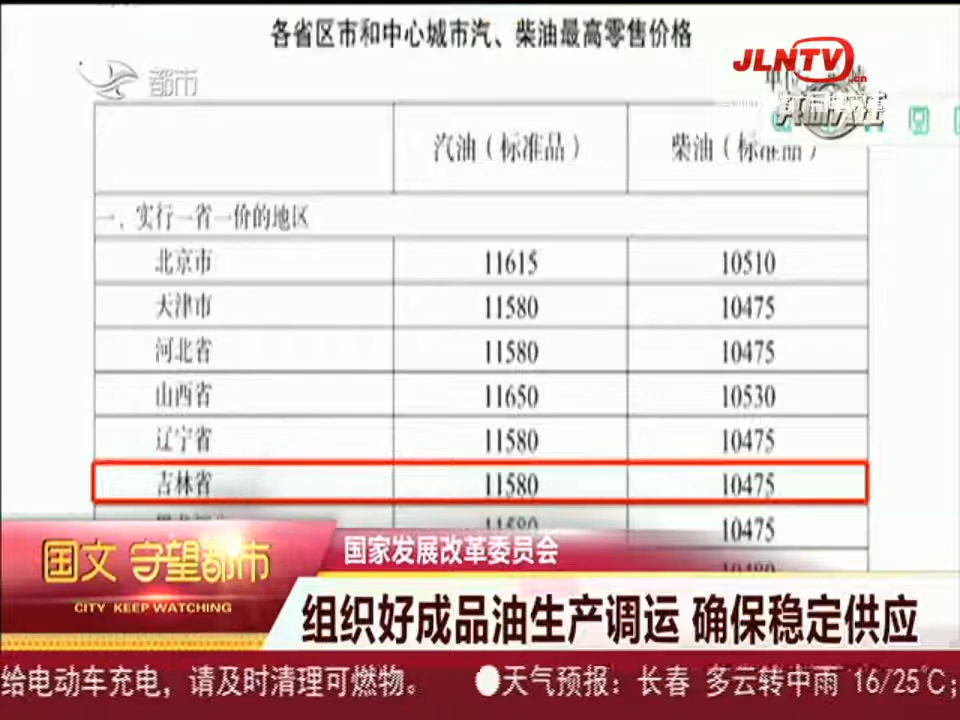 各省区市和中心城市汽、柴油最高零售价格
JLNTV.cn
都市
汽油（标准品） 柴油（标准品）
一、实行一省一价的地区
北京市 11615 10510
天津市 11580 10475
河北省 11580 10475
山西省 11650 10530
辽宁省 11580 10475
吉林省 11580 10475
11580 10475
国文 守望都市
CITY KEEP WATCHING
国家发展改革委员会
组织好成品油生产调运 确保稳定供应
给电动车充电，请及时清理可燃物。 ●天气预报：长春 多云转中雨 16/25℃；